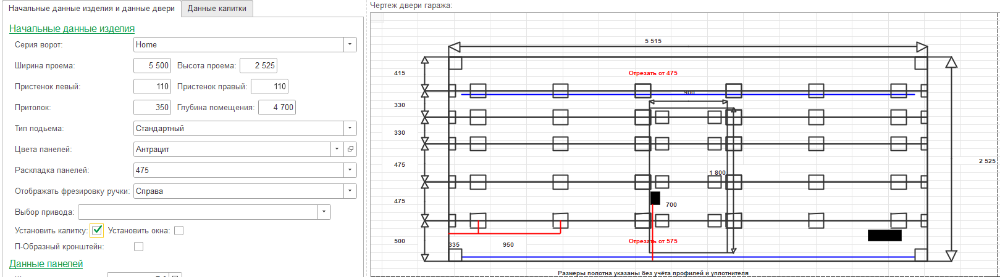 Начальные данные изделия и данные двери
Данные калитки
Начальные данные изделия
Серия ворот: Home
Ширина проема: 5 500 Высота проема: 2 525
Пристенок левый: 110 Пристенок правый: 110
Притолок: 350 Глубина помещения: 4 700
Тип подьема: Стандартный
Цвета панелей: Антрацит
Раскладка панелей: 475
Отображать фрезировку ручки: Справа
Выбор привода:
Установить калитку: Установить окна:
П-Образный кронштейн:
Данные панелей
Чертеж двери гаража:
5 515
415
Отрезать от 475
900
330
330
2 525
475
1 800
475
700
500
Отрезать от 575
335
950
Размеры полотна указаны без учёта профилей и уплотнителя